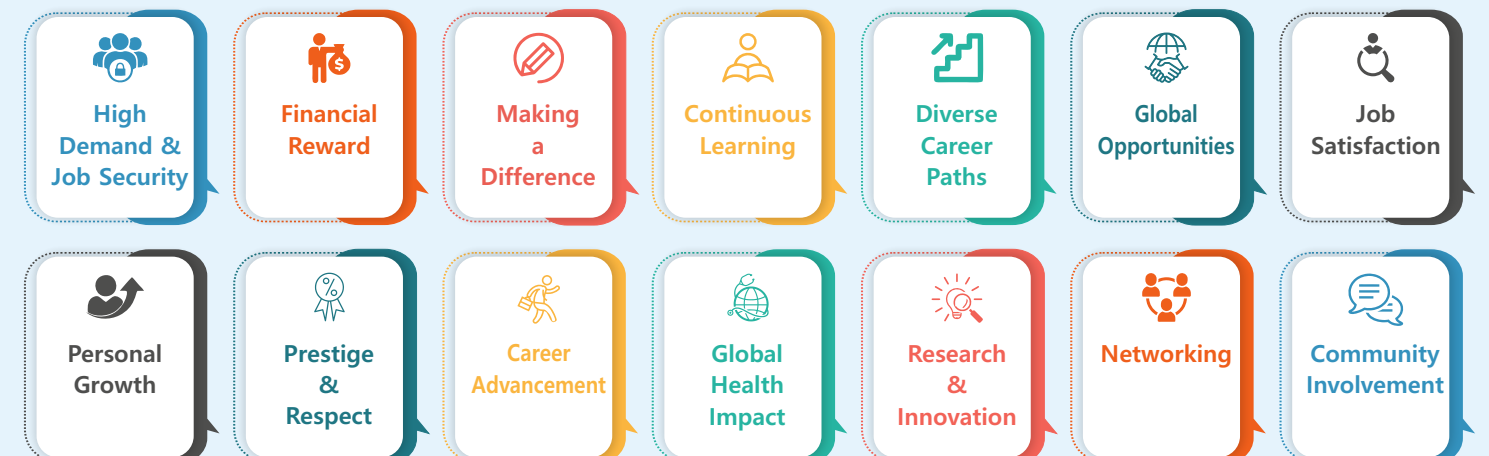 High
Demand &
Job Security
Financial
Reward
$
Making
a
Difference
Continuous
Learning
Diverse
Career
Paths
Global
Opportunities
Job
Satisfaction
Personal
Growth
%
Prestige
&
Respect
Career
Advancement
Global
Health
Impact
Research
&
Innovation
Networking
Community
Involvement